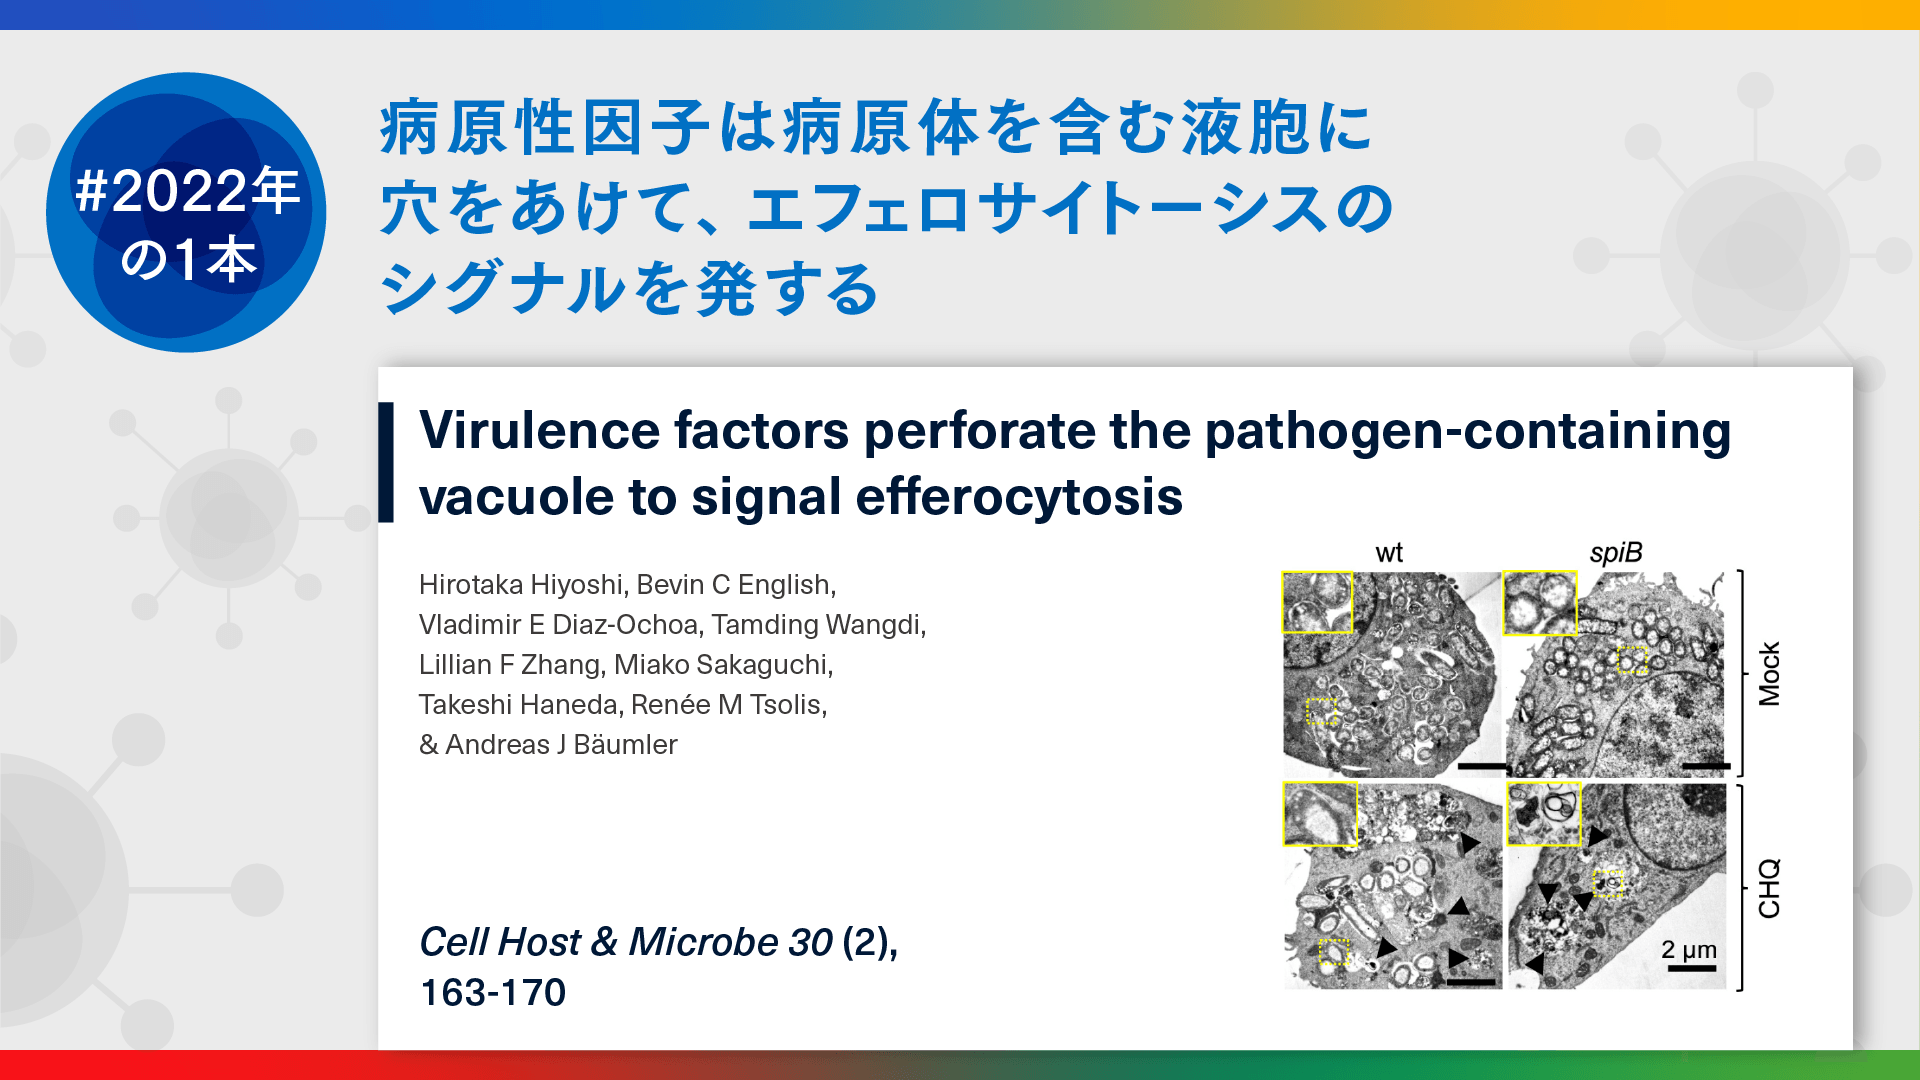 #2022年
の1本
病原性因子は病原体を含む液胞に
穴をあけて、エフェロサイトーシスの
シグナルを発する
Virulence factors perforate the pathogen-containing
vacuole to signal efferocytosis
Hirotaka Hiyoshi, Bevin C English,
Vladimir E Diaz-Ochoa, Tamding Wangdi,
Lillian F Zhang, Miako Sakaguchi,
Takeshi Haneda, Renée M Tsolis,
& Andreas J Bäumler
Cell Host & Microbe 30 (2),
163-170
wt
spiB
Mock
CHQ
2 μm